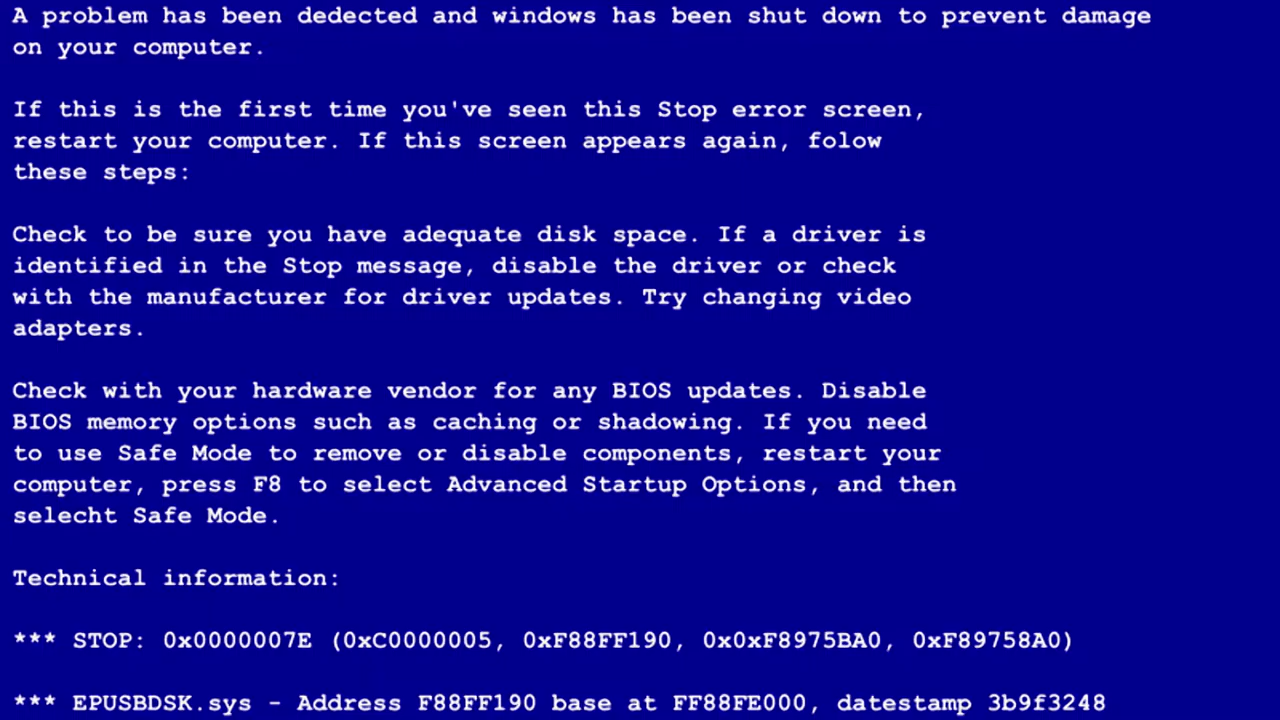 A problem has been dedected and windows has been shut down to prevent damage
on your computer.
If this is the first time you've seen this Stop error screen,
restart your computer. If this screen appears again, folow
these steps:
Check to be sure you have adequate disk space. If a driver is
identified in the Stop message, disable the driver or check
with the manufacturer for driver updates. Try changing video
adapters.
Check with your hardware vendor for any BIOS updates. Disable
BIOS memory options such as caching or shadowing. If you need
to use Safe Mode to remove or disable components, restart your
computer, press F8 to select Advanced Startup Options, and then
selecht Safe Mode.
Technical information:
*** STOP: 0x0000007E (0xC0000005, 0xF88FF190, 0x0xF8975BA0, 0xF89758A0)
*** EPUSBDSK.sys - Address F88FF190 base at FF88FE000, datestamp 3b9f3248